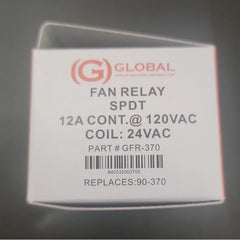 (G) GLOBAL
FAN RELAY
SPDT
12A CONT.@ 120VAC
COIL: 24VAC
PART # GFR-370
REPLACES:90-370